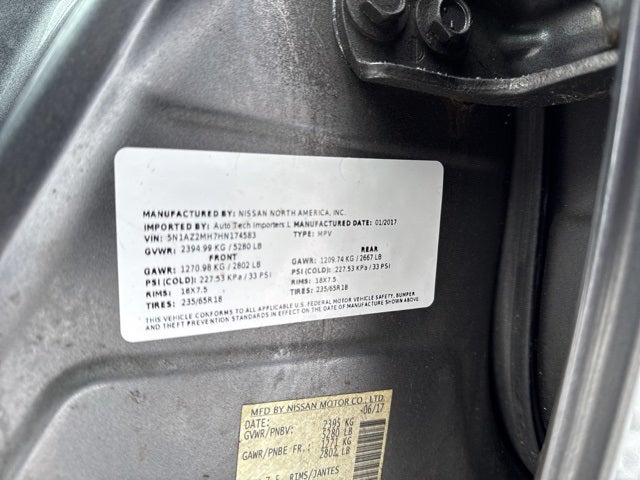 MANUFACTURED BY: NISSAN NORTH AMERICA, INC.
IMPORTED BY: Auto Tech Importers L MANUFACTURED DATE: 01/2017
VIN: 5N1AZ2MH7HN174583 TYPE: MPV
GVWR: 2394.99 KG / 5280 LB
FRONT REAR
GAWR: 1270.98 KG / 2802 LB GAWR: 1209.74 KG / 2667 LB
PSI (COLD): 227.53 KPa / 33 PSI PSI (COLD): 227.53 KPa / 33 PSI
RIMS: 18X7.5 RIMS: 18X7.5
TIRES: 235/65R18 TIRES: 235/65R18
THIS VEHICLE CONFORMS TO ALL APPLICABLE U.S. FEDERAL MOTOR VEHICLE SAFETY, BUMPER
AND THEFT PREVENTION STANDARDS IN EFFECT ON THE DATE OF MANUFACTURE SHOWN ABOVE.
MFD BY NISSAN MOTOR CO., LTD.
DATE: 06/17
GVWR/PNBV: 2395 KG
5280 LB
GAWR/PNBE FR.: 1271 KG
2802 LB
RIMS/JANTES